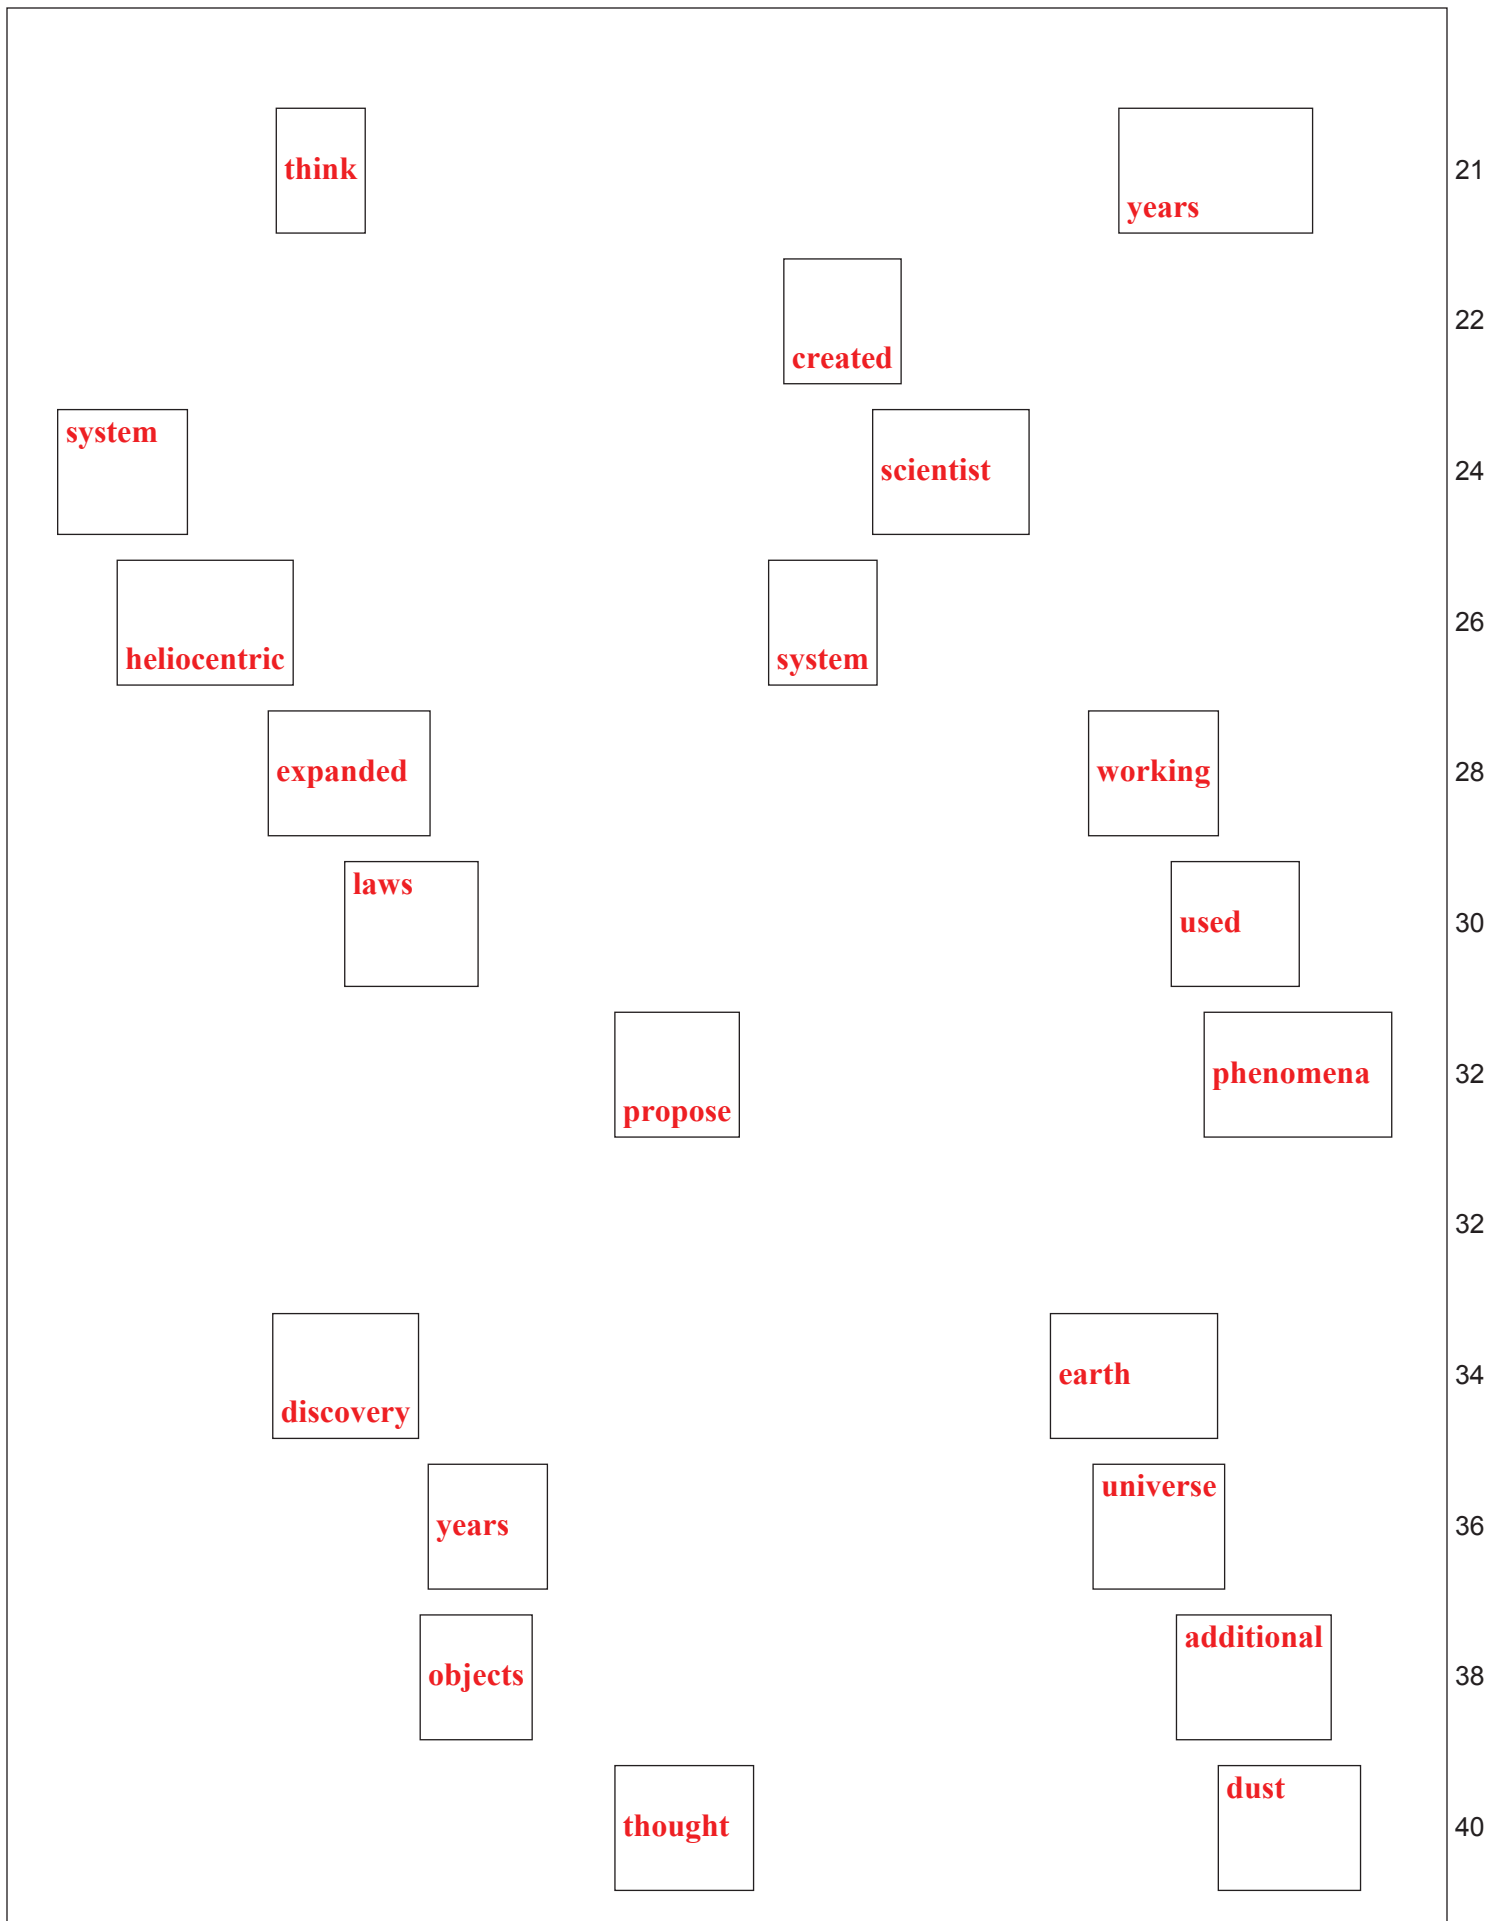 think years 21
created 22
system scientist 24
heliocentric system 26
expanded working 28
laws used 30
propose phenomena 32
32
discovery earth 34
years universe 36
objects additional 38
thought dust 40